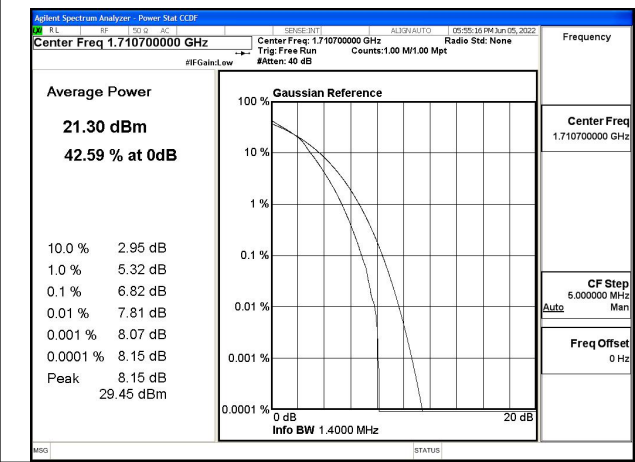 Agilent Spectrum Analyzer - Power Stat CCDF
LXI RL RF 50 Ω AC SENSE:INT ALIGN AUTO 05:55:16 PM Jun 05, 2022
Center Freq 1.710700000 GHz
Center Freq: 1.710700000 GHz Radio Std: None
Trig: Free Run Counts:1.00 M/1.00 Mpt
#IFGain:Low #Atten: 40 dB
Frequency
Average Power
21.30 dBm
42.59 % at 0dB
10.0 % 2.95 dB
1.0 % 5.32 dB
0.1 % 6.82 dB
0.01 % 7.81 dB
0.001 % 8.07 dB
0.0001 % 8.15 dB
Peak 8.15 dB
29.45 dBm
Gaussian Reference
100 %
10 %
1 %
0.1 %
0.01 %
0.001 %
0.0001 %
0 dB 20 dB
Info BW 1.4000 MHz
Center Freq
1.710700000 GHz
CF Step
5.000000 MHz
Auto Man
Freq Offset
0 Hz
MSG STATUS